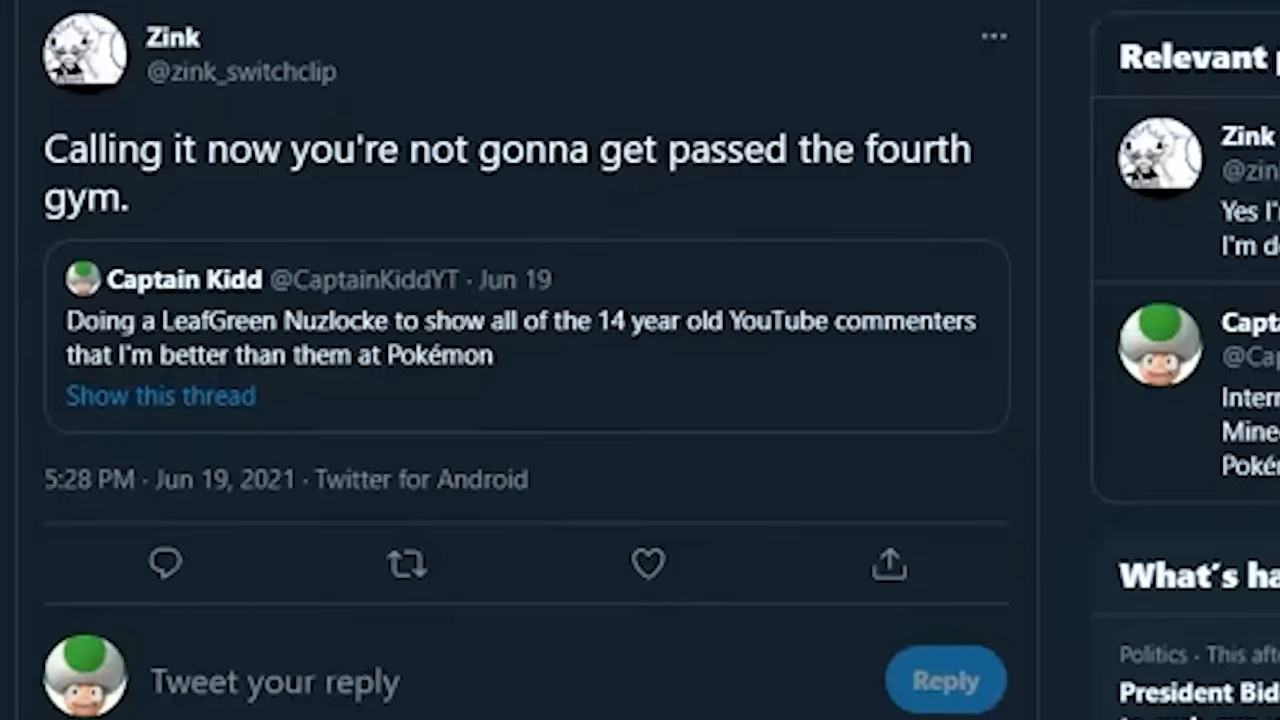 Zink
@zink_switchclip
Calling it now you're not gonna get passed the fourth
gym.
Captain Kidd @CaptainKiddYT · Jun 19
Doing a LeafGreen Nuzlocke to show all of the 14 year old YouTube commenters
that I'm better than them at Pokémon
Show this thread
5:28 PM · Jun 19, 2021 · Twitter for Android
Tweet your reply
Reply
Relevant
Zink
@zin
Yes I'
I'm d
Capt
@Cap
Inter
Mine
Poké
What's ha
Politics · This aft
President Bid